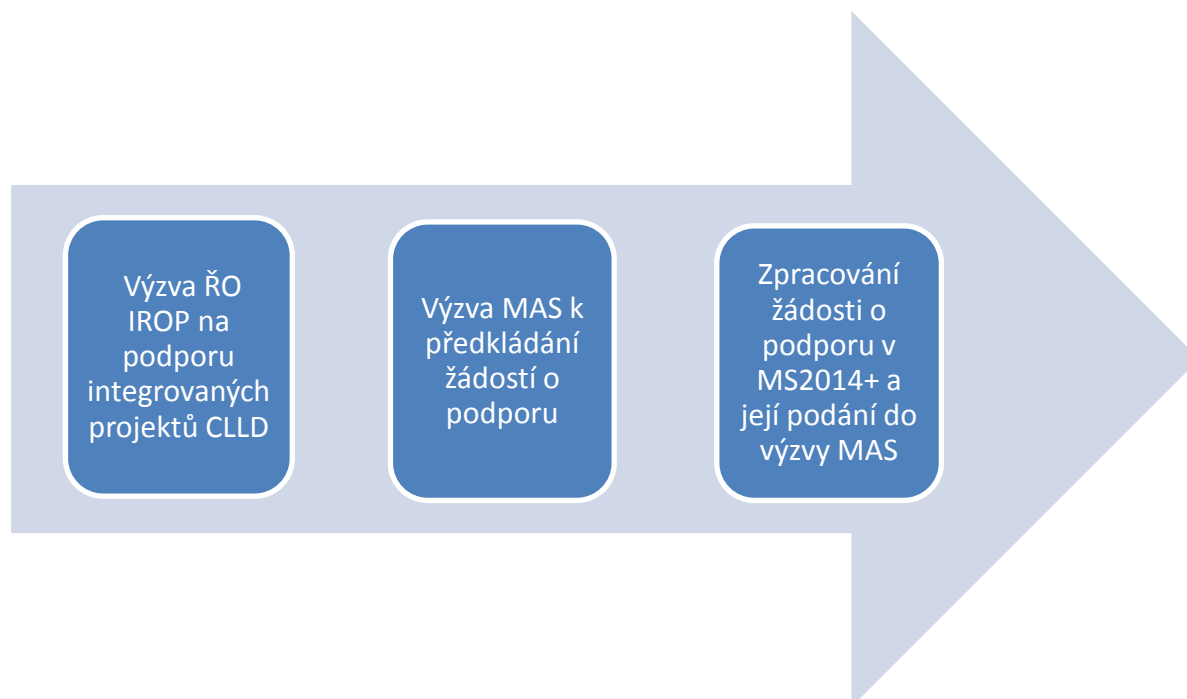 Výzva ŘO
IROP na
podporu
integrovaných
projektů CLLD
Výzva MAS k
předkládání
žádostí o
podporu
Zpracování
žádosti o
podporu v
MS2014+ a
její podání do
výzvy MAS